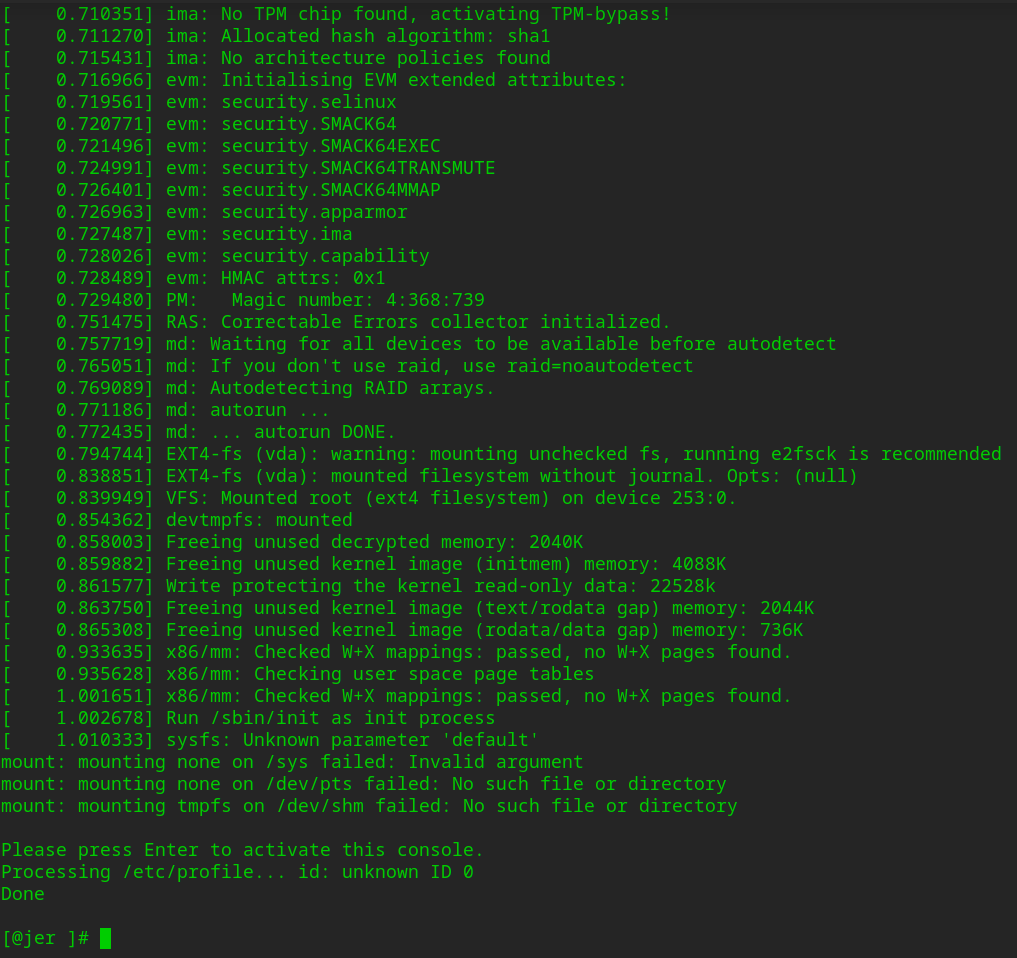 [    0.710351] ima: No TPM chip found, activating TPM-bypass!
[    0.711270] ima: Allocated hash algorithm: sha1
[    0.715431] ima: No architecture policies found
[    0.716966] evm: Initialising EVM extended attributes:
[    0.719561] evm: security.selinux
[    0.720771] evm: security.SMACK64
[    0.721496] evm: security.SMACK64EXEC
[    0.724991] evm: security.SMACK64TRANSMUTE
[    0.726401] evm: security.SMACK64MMAP
[    0.726963] evm: security.apparmor
[    0.727487] evm: security.ima
[    0.728026] evm: security.capability
[    0.728489] evm: HMAC attrs: 0x1
[    0.729480] PM:   Magic number: 4:368:739
[    0.751475] RAS: Correctable Errors collector initialized.
[    0.757719] md: Waiting for all devices to be available before autodetect
[    0.765051] md: If you don't use raid, use raid=noautodetect
[    0.769089] md: Autodetecting RAID arrays.
[    0.771186] md: autorun ...
[    0.772435] md: ... autorun DONE.
[    0.794744] EXT4-fs (vda): warning: mounting unchecked fs, running e2fsck is recommended
[    0.838851] EXT4-fs (vda): mounted filesystem without journal. Opts: (null)
[    0.839949] VFS: Mounted root (ext4 filesystem) on device 253:0.
[    0.854362] devtmpfs: mounted
[    0.858003] Freeing unused decrypted memory: 2040K
[    0.859882] Freeing unused kernel image (initmem) memory: 4088K
[    0.861577] Write protecting the kernel read-only data: 22528k
[    0.863750] Freeing unused kernel image (text/rodata gap) memory: 2044K
[    0.865308] Freeing unused kernel image (rodata/data gap) memory: 736K
[    0.933635] x86/mm: Checked W+X mappings: passed, no W+X pages found.
[    0.935628] x86/mm: Checking user space page tables
[    1.001651] x86/mm: Checked W+X mappings: passed, no W+X pages found.
[    1.002678] Run /sbin/init as init process
[    1.010333] sysfs: Unknown parameter 'default'
mount: mounting none on /sys failed: Invalid argument
mount: mounting none on /dev/pts failed: No such file or directory
mount: mounting tmpfs on /dev/shm failed: No such file or directory

Please press Enter to activate this console.
Processing /etc/profile... id: unknown ID 0
Done

[@jer ]#